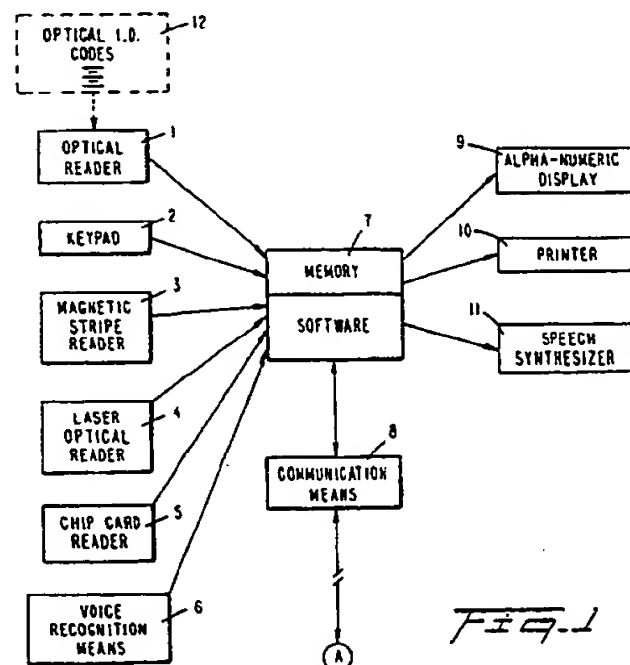 12
OPTICAL I.D.
CODES
1
OPTICAL
READER
2
KEYPAD
3
MAGNETIC
STRIPE
READER
4
LASER
OPTICAL
READER
5
CHIP CARD
READER
6
VOICE
RECOGNITION
MEANS
7
MEMORY
SOFTWARE
8
COMMUNICATION
MEANS
A
9
ALPHA-NUMERIC
DISPLAY
10
PRINTER
11
SPEECH
SYNTHESIZER
FIG. 1